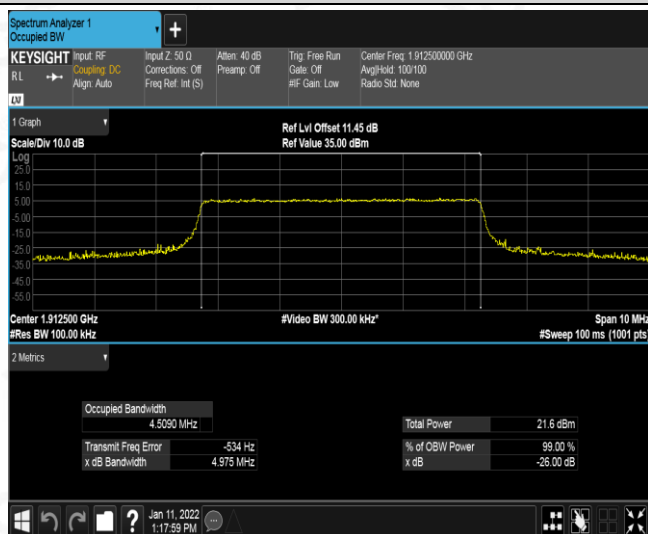 Spectrum Analyzer 1
Occupied BW
KEYSIGHT
RL
LXI
Input: RF
Coupling: DC
Align: Auto
Input Z: 50 Ω
Corrections: Off
Freq Ref: Int (S)
Atten: 40 dB
Preamp: Off
Trig: Free Run
Gate: Off
#IF Gain: Low
Center Freq: 1.912500000 GHz
Avg|Hold: 100/100
Radio Std: None
1 Graph
Scale/Div 10.0 dB
Ref Lvl Offset 11.45 dB
Ref Value 35.00 dBm
Log
25.0
15.0
5.00
-5.00
-15.0
-25.0
-35.0
-45.0
-55.0
Center 1.912500 GHz
#Res BW 100.00 kHz
#Video BW 300.00 kHz*
Span 10 MHz
#Sweep 100 ms (1001 pts)
2 Metrics
Occupied Bandwidth
4.5090 MHz
Transmit Freq Error -534 Hz
x dB Bandwidth 4.975 MHz
Total Power 21.6 dBm
% of OBW Power 99.00 %
x dB -26.00 dB
Jan 11, 2022
1:17:59 PM